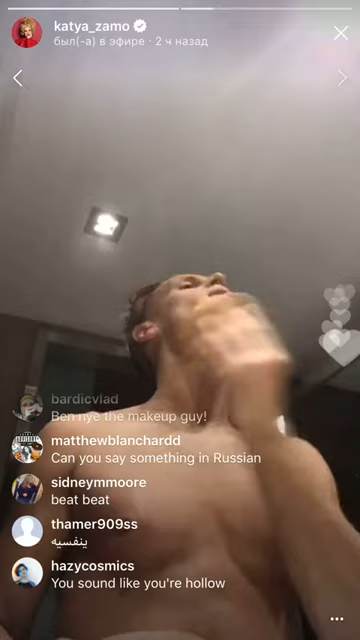 katya_zamo
был(-а) в эфире · 2 ч назад
bardicvlad
Ben nye the makeup guy!
matthewblanchardd
Can you say something in Russian
sidneymmoore
beat beat
thamer909ss
ينفسيه
hazycosmics
You sound like you're hollow